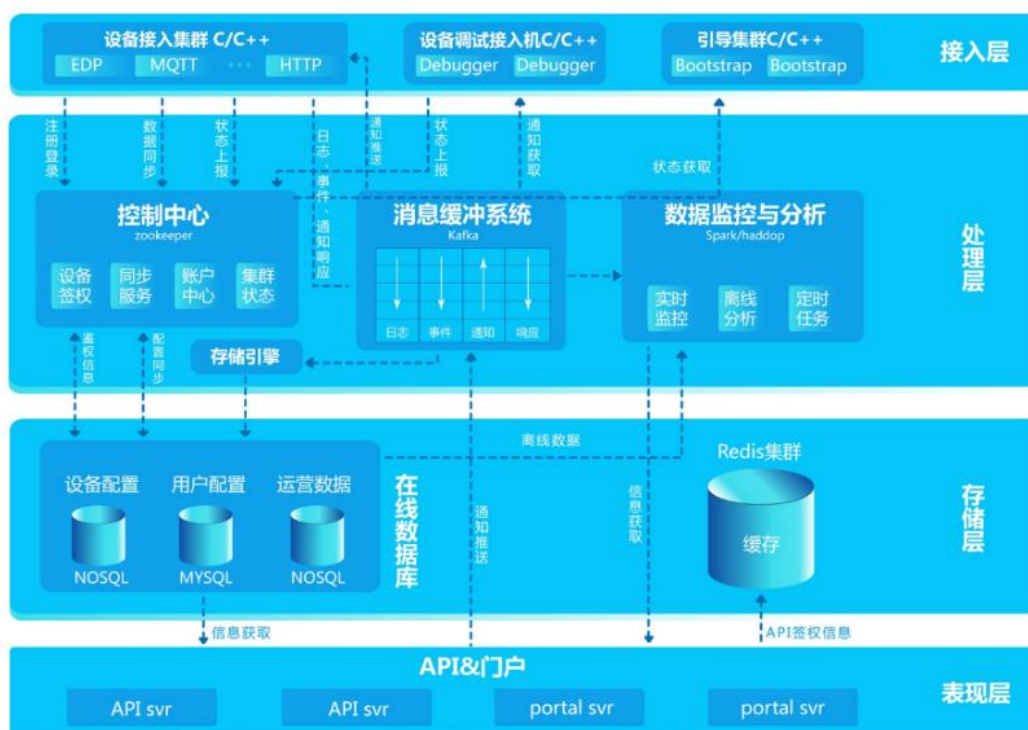 设备接入集群 C/C++
EDP
MQTT
...
HTTP
设备调试接入机C/C++
Debugger
Debugger
引导集群C/C++
Bootstrap
Bootstrap
接入层
注册登录
数据同步
状态上报
日志、事件、通知响应
通知推送
状态上报
通知获取
状态获取
控制中心
zookeeper
设备签权
同步服务
账户中心
集群状态
消息缓冲系统
Kafka
日志
事件
通知
响应
数据监控与分析
Spark/haddop
实时监控
离线分析
定时任务
处理层
鉴权信息
配置同步
存储引擎
离线数据
设备配置
用户配置
运营数据
NOSQL
MYSQL
NOSQL
在线数据库
通知推送
信息获取
Redis集群
缓存
存储层
信息获取
API签权信息
API&门户
API svr
API svr
portal svr
portal svr
表现层